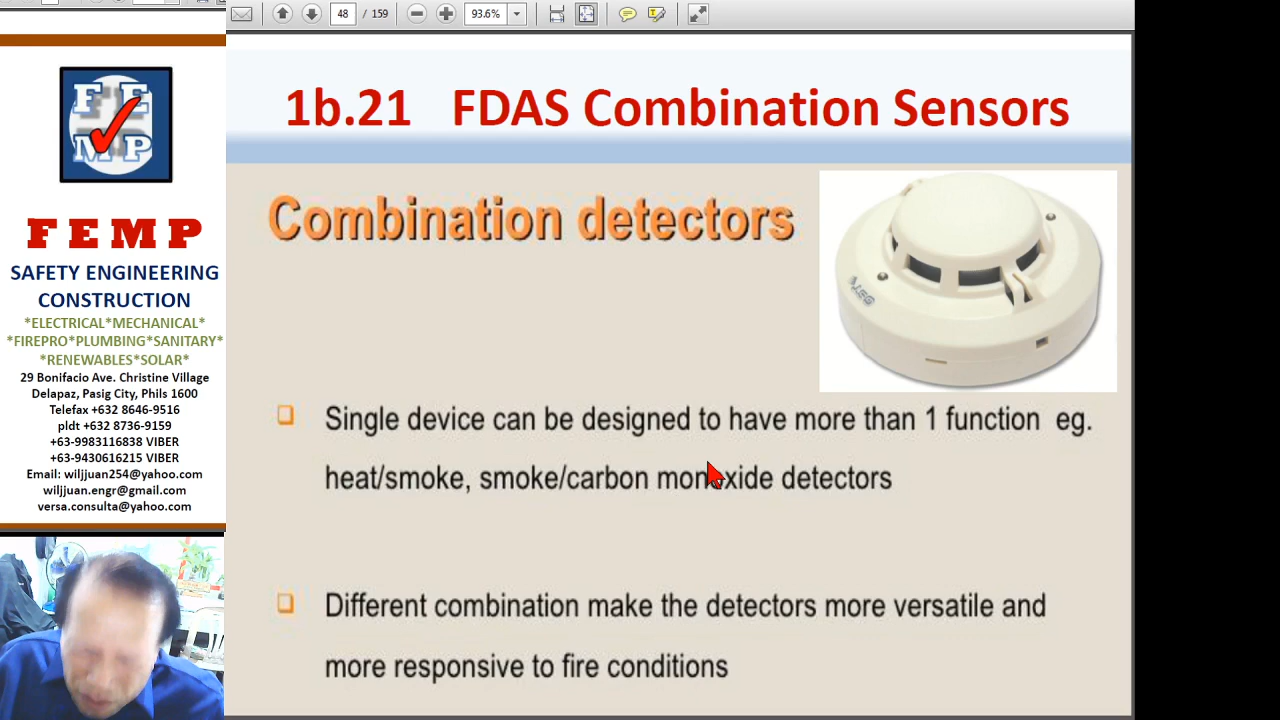 48 / 159
93.6%
F E
M P
F E M P
SAFETY ENGINEERING
CONSTRUCTION
*ELECTRICAL*MECHANICAL*
*FIREPRO*PLUMBING*SANITARY*
*RENEWABLES*SOLAR*
29 Bonifacio Ave. Christine Village
Delapaz, Pasig City, Phils 1600
Telefax +632 8646-9516
pldt +632 8736-9159
+63-9983116838 VIBER
+63-9430616215 VIBER
Email: wiljjuan254@yahoo.com
wiljjuan.engr@gmail.com
versa.consulta@yahoo.com
1b.21 FDAS Combination Sensors
Combination detectors
Single device can be designed to have more than 1 function eg.
heat/smoke, smoke/carbon monoxide detectors
Different combination make the detectors more versatile and
more responsive to fire conditions